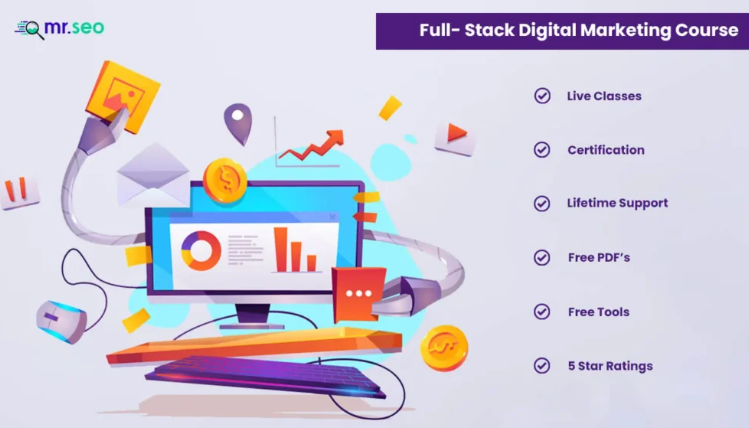 mr.seo
Full- Stack Digital Marketing Course
Live Classes
Certification
Lifetime Support
Free PDF's
Free Tools
5 Star Ratings